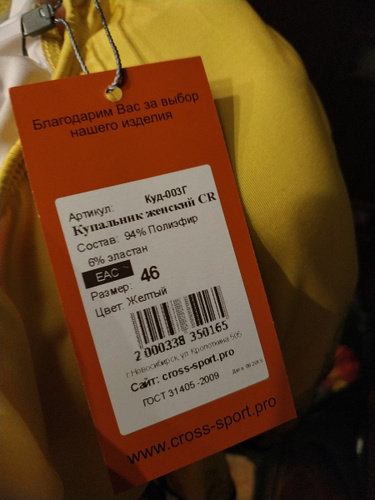 Благодарим Вас за выбор
нашего изделия
Артикул: Куд-003Г
Купальник женский CR
Состав: 94% Полиэфир
6% эластан
EAC
Размер: 46
Цвет: Желтый
2 000338 350165
г.Новосибирск, ул. Кропоткина 505
Сайт: cross-sport.pro
ГОСТ 31405 -2009
www.cross-sport.pro